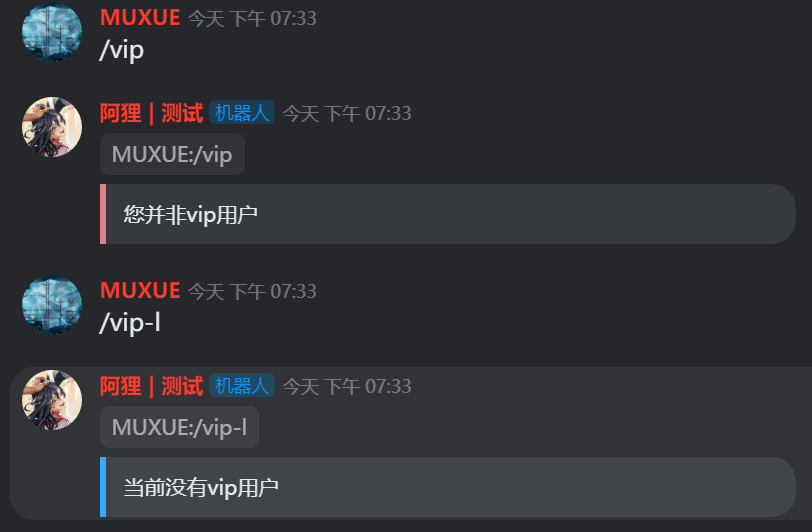 MUXUE 今天 下午 07:33
/vip
阿狸｜测试 机器人 今天 下午 07:33
MUXUE:/vip
您并非vip用户
MUXUE 今天 下午 07:33
/vip-l
阿狸｜测试 机器人 今天 下午 07:33
MUXUE:/vip-l
当前没有vip用户